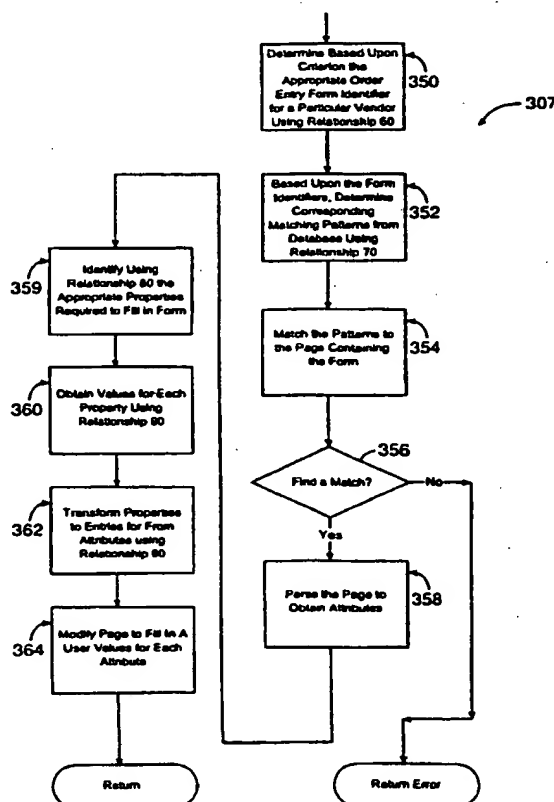 Determine Based Upon
Criterion the
Appropriate Order
Entry Form Identifier
for a Particular Vendor
Using Relationship 60
350
307
Based Upon the Form
Identifiers, Determine
Corresponding
Matching Patterns from
Database Using
Relationship 70
352
Match the Patterns to
the Page Containing
the Form
354
Find a Match?
356
No
Yes
Parse the Page to
Obtain Attributes
358
Identify Using
Relationship 80 the
Appropriate Properties
Required to Fill in Form
359
Obtain Values for Each
Property Using
Relationship 90
360
Transform Properties
to Entries for From
Attributes using
Relationship 80
362
Modify Page to Fill In A
User Values for Each
Attribute
364
Return
Return Error